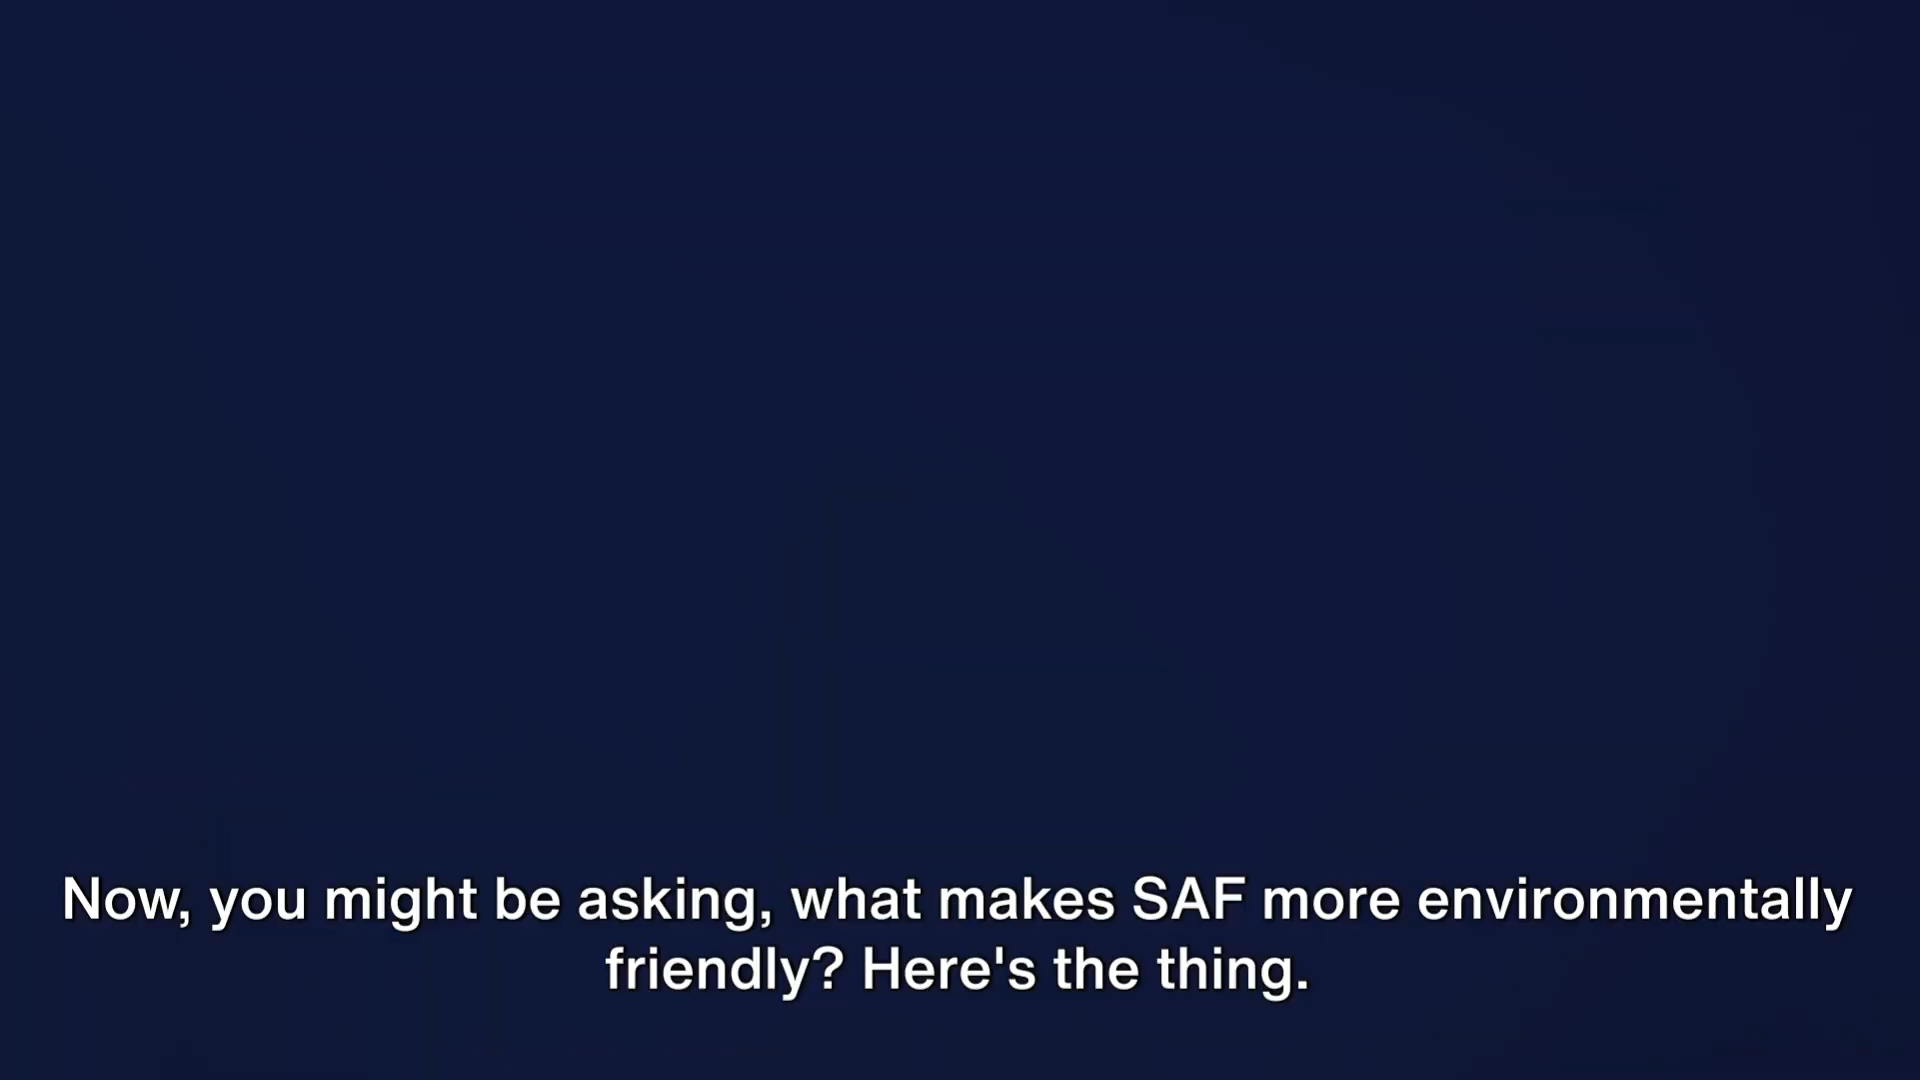 Now, you might be asking, what makes SAF more environmentally
friendly? Here's the thing.